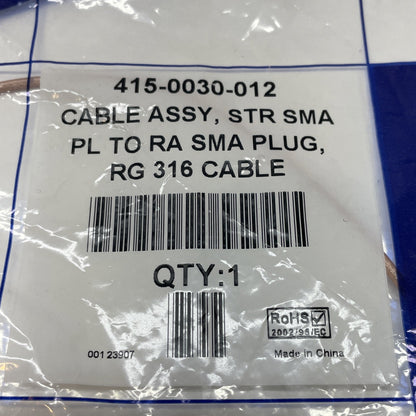 415-0030-012
CABLE ASSY, STR SMA
PL TO RA SMA PLUG,
RG 316 CABLE
QTY:1
RoHS
2002/95/EC
001 23907
Made in China